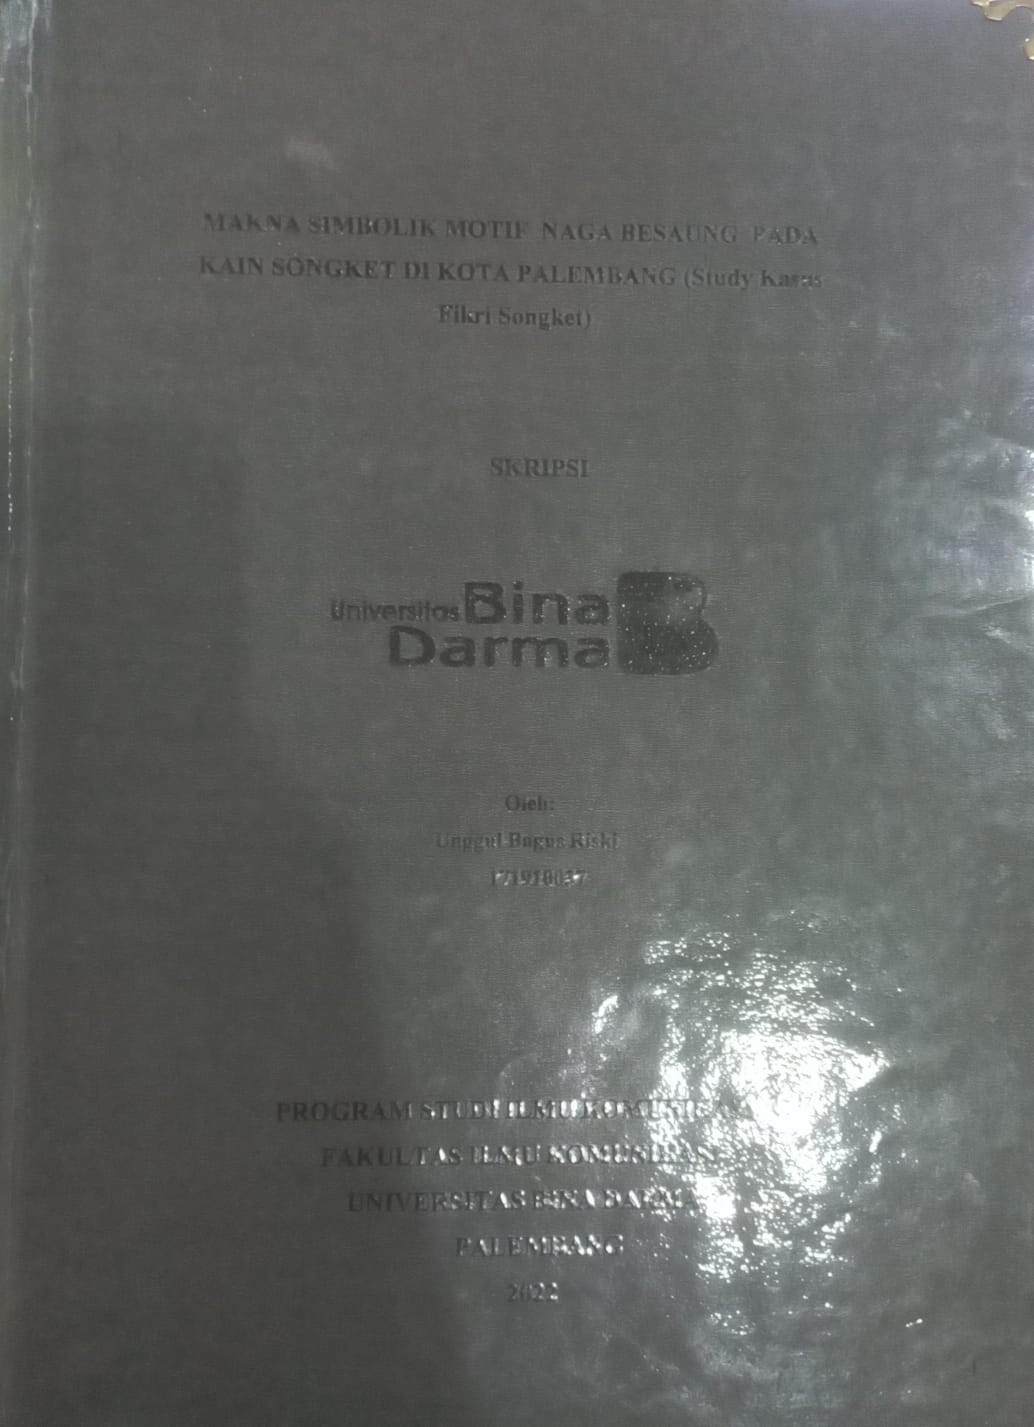 MAKNA SIMBOLIK MOTIF NAGA BESAUNG PADA
KAIN SONGKET DI KOTA PALEMBANG (Study Kasus
Fikri Songket)
SKRIPSI
Universitas Bina
Darma
Oleh:
Unggul Bagus Riski
PROGRAM STUDI ILMU KOMUNIKASI
FAKULTAS ILMU KOMUNIKASI
UNIVERSITAS BINA DARMA
PALEMBANG
2022